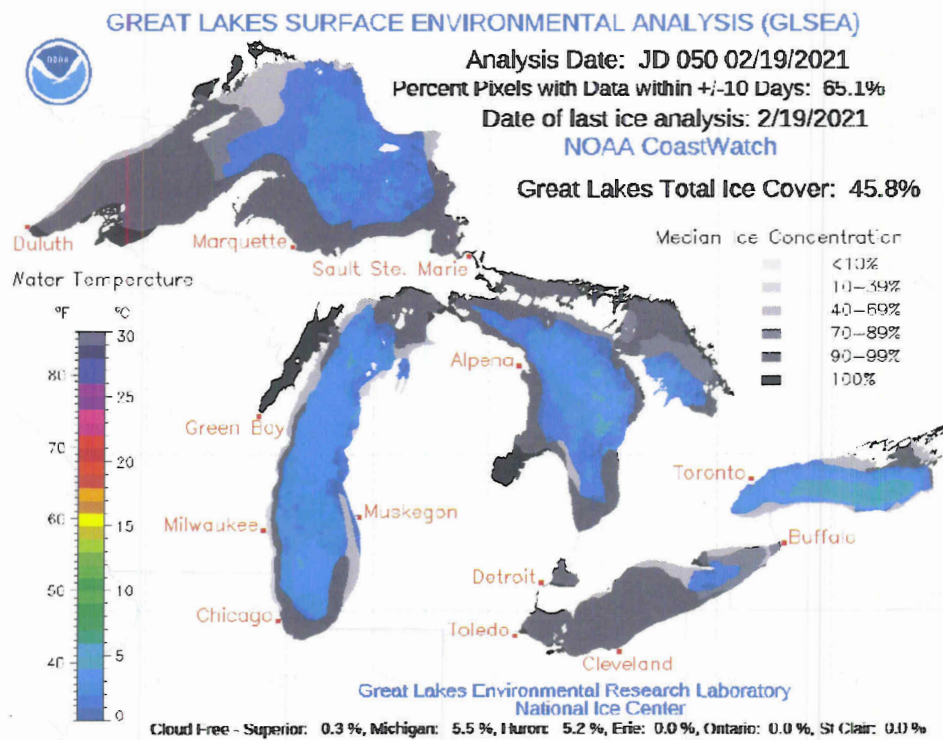 GREAT LAKES SURFACE ENVIRONMENTAL ANALYSIS (GLSEA)
NOAA
Analysis Date: JD 050 02/19/2021
Percent Pixels with Data within +/-10 Days: 65.1%
Date of last ice analysis: 2/19/2021
NOAA CoastWatch
Great Lakes Total Ice Cover: 45.8%
Duluth
Marquette
Sault Ste. Marie
Median Ice Concentration
<10%
10-39%
40-69%
70-89%
90-99%
100%
Water Temperature
°F °C
30
80
25
70
20
60
15
50
10
5
40
0
Alpena
Green Bay
Toronto
Milwaukee
Muskegon
Buffalo
Detroit
Chicago
Toledo
Cleveland
Great Lakes Environmental Research Laboratory
National Ice Center
Cloud Free - Superior: 0.3 %, Michigan: 5.5 %, Huron: 5.2 %, Erie: 0.0 %, Ontario: 0.0 %, St Clair: 0.0 %